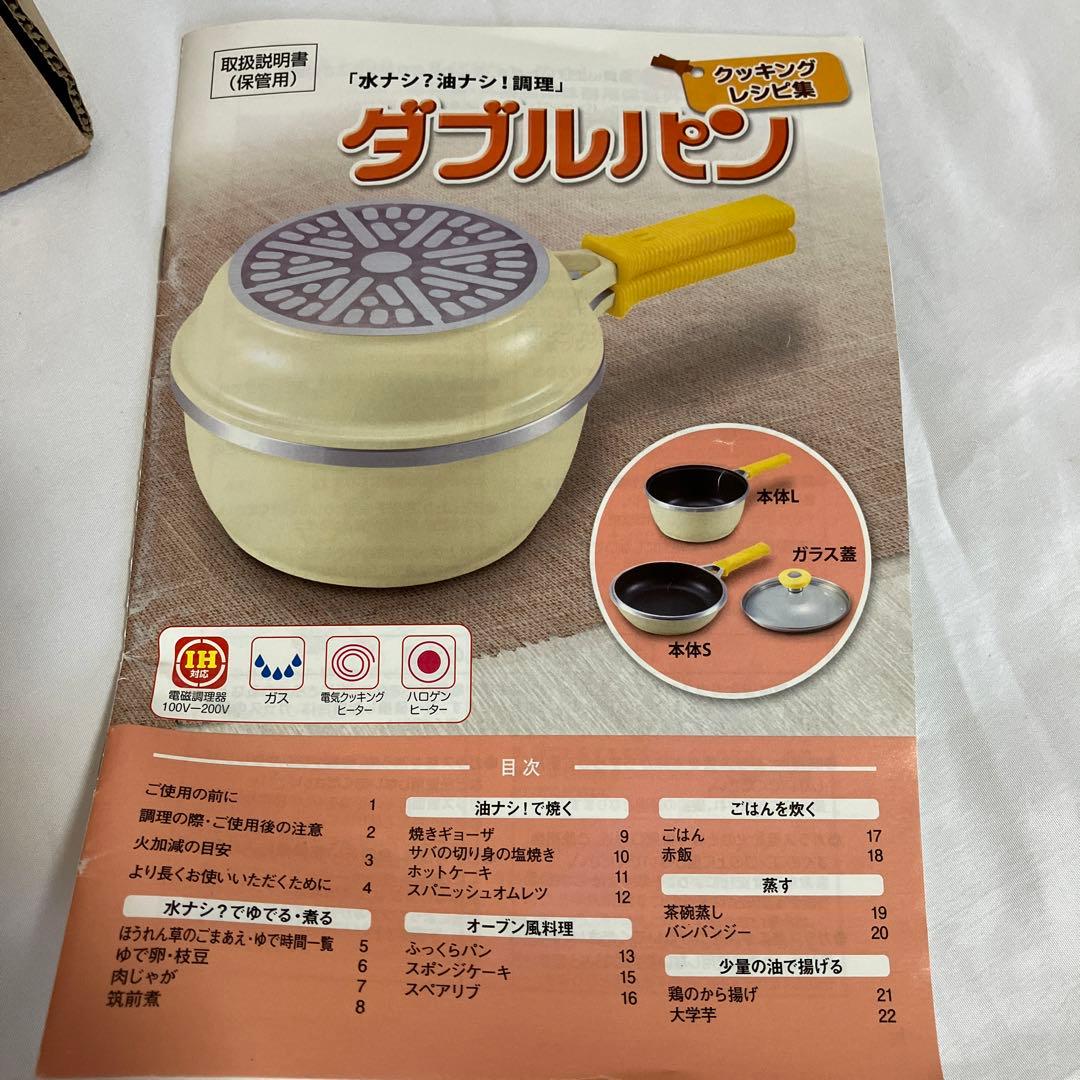 取扱説明書
（保管用）
「水ナシ？油ナシ！調理」
クッキング
レシピ集
ダブルパン
本体L
ガラス蓋
本体S
IH
対応
電磁調理器
100V―200V
ガス
電気クッキング
ヒーター
ハロゲン
ヒーター
目次
ご使用の前に 1
調理の際・ご使用後の注意 2
火加減の目安 3
より長くお使いいただくために 4
水ナシ？でゆでる・煮る
ほうれん草のごまあえ・ゆで時間一覧 5
ゆで卵・枝豆 6
肉じゃが 7
筑前煮 8
油ナシ！で焼く
焼きギョーザ 9
サバの切り身の塩焼き 10
ホットケーキ 11
スパニッシュオムレツ 12
オーブン風料理
ふっくらパン 13
スポンジケーキ 15
スペアリブ 16
ごはんを炊く
ごはん 17
赤飯 18
蒸す
茶碗蒸し 19
バンバンジー 20
少量の油で揚げる
鶏のから揚げ 21
大学芋 22